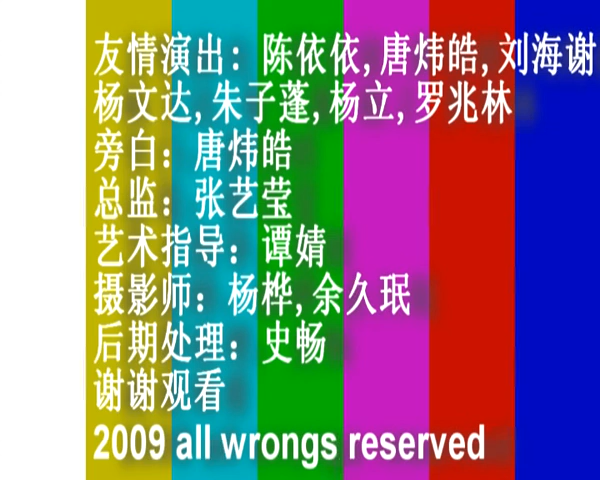 友情演出：陈依依,唐炜皓,刘海谢
杨文达,朱子蓬,杨立,罗兆林
旁白：唐炜皓
总监：张艺莹
艺术指导：谭婧
摄影师：杨桦,余久珉
后期处理：史畅
谢谢观看
2009 all wrongs reserved